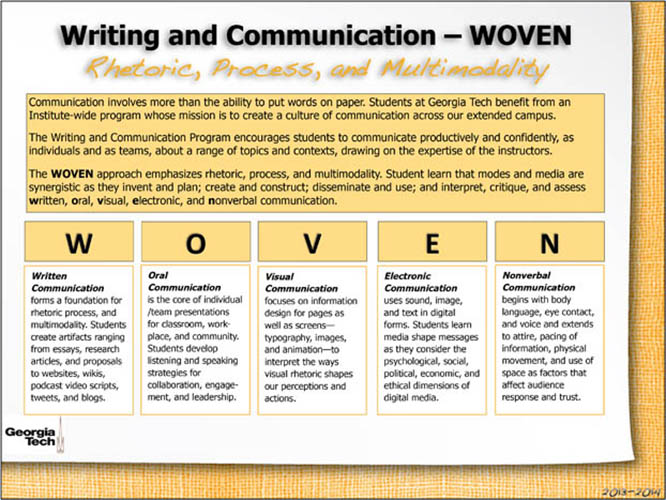 Writing and Communication – WOVEN
Rhetoric, Process, and Multimodality
Communication involves more than the ability to put words on paper. Students at Georgia Tech benefit from an
Institute-wide program whose mission is to create a culture of communication across our extended campus.
The Writing and Communication Program encourages students to communicate productively and confidently, as
individuals and as teams, about a range of topics and contexts, drawing on the expertise of the instructors.
The WOVEN approach emphasizes rhetoric, process, and multimodality. Student learn that modes and media are
synergistic as they invent and plan; create and construct; disseminate and use; and interpret, critique, and assess
written, oral, visual, electronic, and nonverbal communication.
W
Written
Communication
forms a foundation for
rhetoric process, and
multimodality. Students
create artifacts ranging
from essays, research
articles, and proposals
to websites, wikis,
podcast video scripts,
tweets, and blogs.
O
Oral
Communication
is the core of individual
/team presentations
for classroom, work-
place, and community.
Students develop
listening and speaking
strategies for
collaboration, engage-
ment, and leadership.
V
Visual
Communication
focuses on information
design for pages as
well as screens—
typography, images,
and animation—to
interpret the ways
visual rhetoric shapes
our perceptions and
actions.
E
Electronic
Communication
uses sound, image,
and text in digital
forms. Students learn
media shape messages
as they consider the
psychological, social,
political, economic, and
ethical dimensions of
digital media.
N
Nonverbal
Communication
begins with body
language, eye contact,
and voice and extends
to attire, pacing of
information, physical
movement, and use of
space as factors that
affect audience
response and trust.
Georgia
Tech
2013-2014